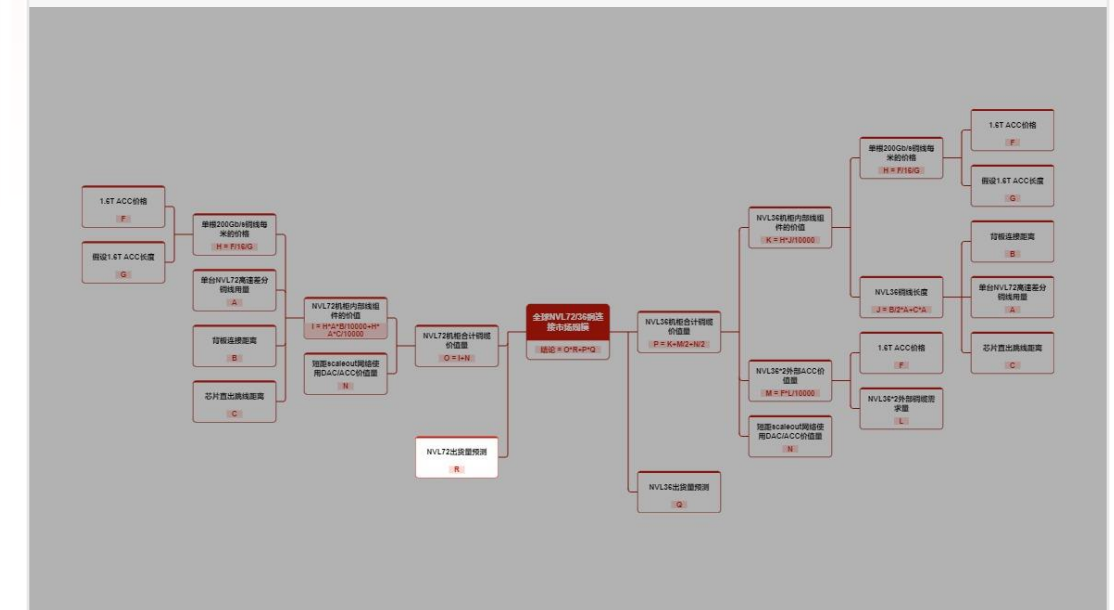 1.6T ACC价格
F
假设1.6T ACC长度
G
单根200Gb/s铜线每
米的价格
H = F/16/G
单台NVL72高速差分
铜线用量
A
背板连接距离
B
芯片直出跳线距离
C
NVL72机柜内部线组
件的价值
I = H*A*B/10000+H*
A*C/10000
短距scaleout网络使
用DAC/ACC价值量
N
NVL72机柜合计铜缆
价值量
O = I+N
NVL72出货量预测
R
全球NVL72/36铜连
接市场规模
结论 = O*R+P*Q
NVL36机柜合计铜缆
价值量
P = K+M/2+N/2
NVL36出货量预测
Q
NVL36机柜内部线组
件的价值
K = H*J/10000
NVL36*2外部ACC价
值量
M = F*L/10000
短距scaleout网络使
用DAC/ACC价值量
N
单根200Gb/s铜线每
米的价格
H = F/16/G
NVL36铜线长度
J = B/2*A+C*A
1.6T ACC价格
F
NVL36*2外部铜缆需
求量
L
1.6T ACC价格
F
假设1.6T ACC长度
G
背板连接距离
B
单台NVL72高速差分
铜线用量
A
芯片直出跳线距离
C